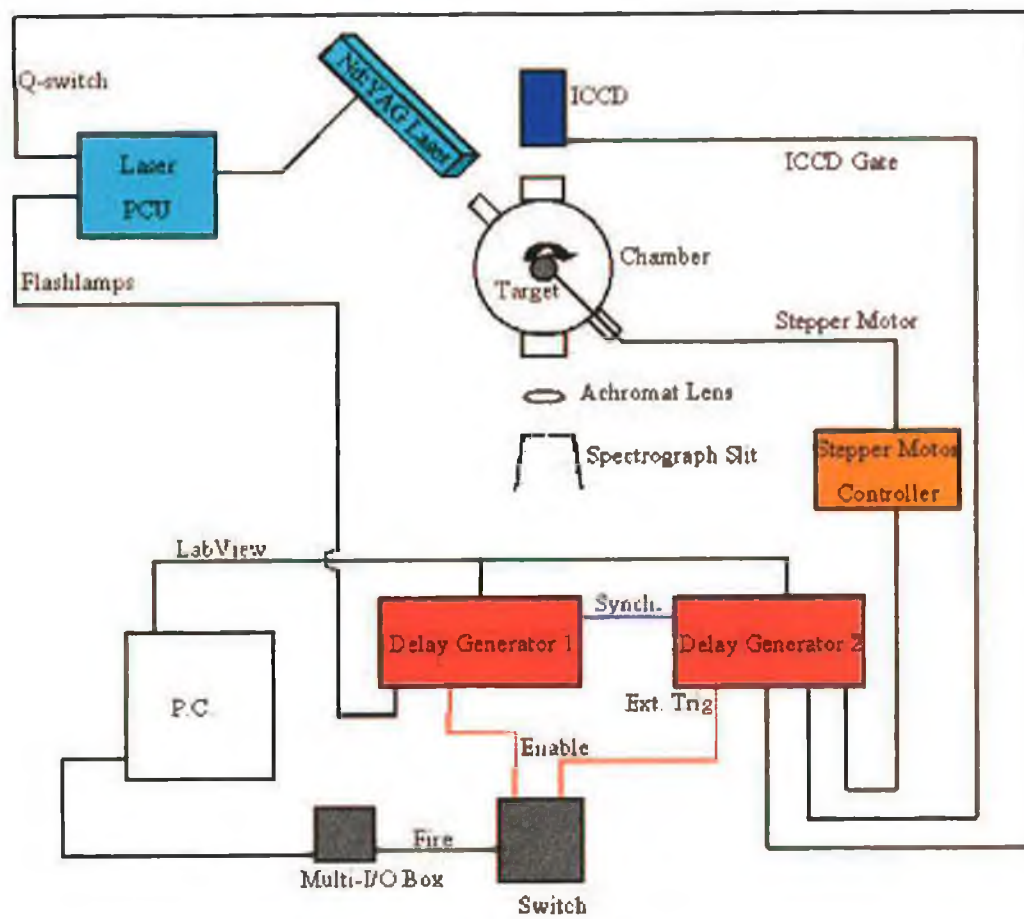 Q-switch
Nd:YAG Laser
ICCD
Laser
PCU
ICCD Gate
Chamber
Flashlamps
Target
Stepper Motor
Achromat Lens
Spectrograph Slit
Stepper Motor
Controller
LabView
Synch.
Delay Generator 1
Delay Generator 2
P.C.
Ext. Trig
Enable
Fire
Multi-I/O Box
Switch